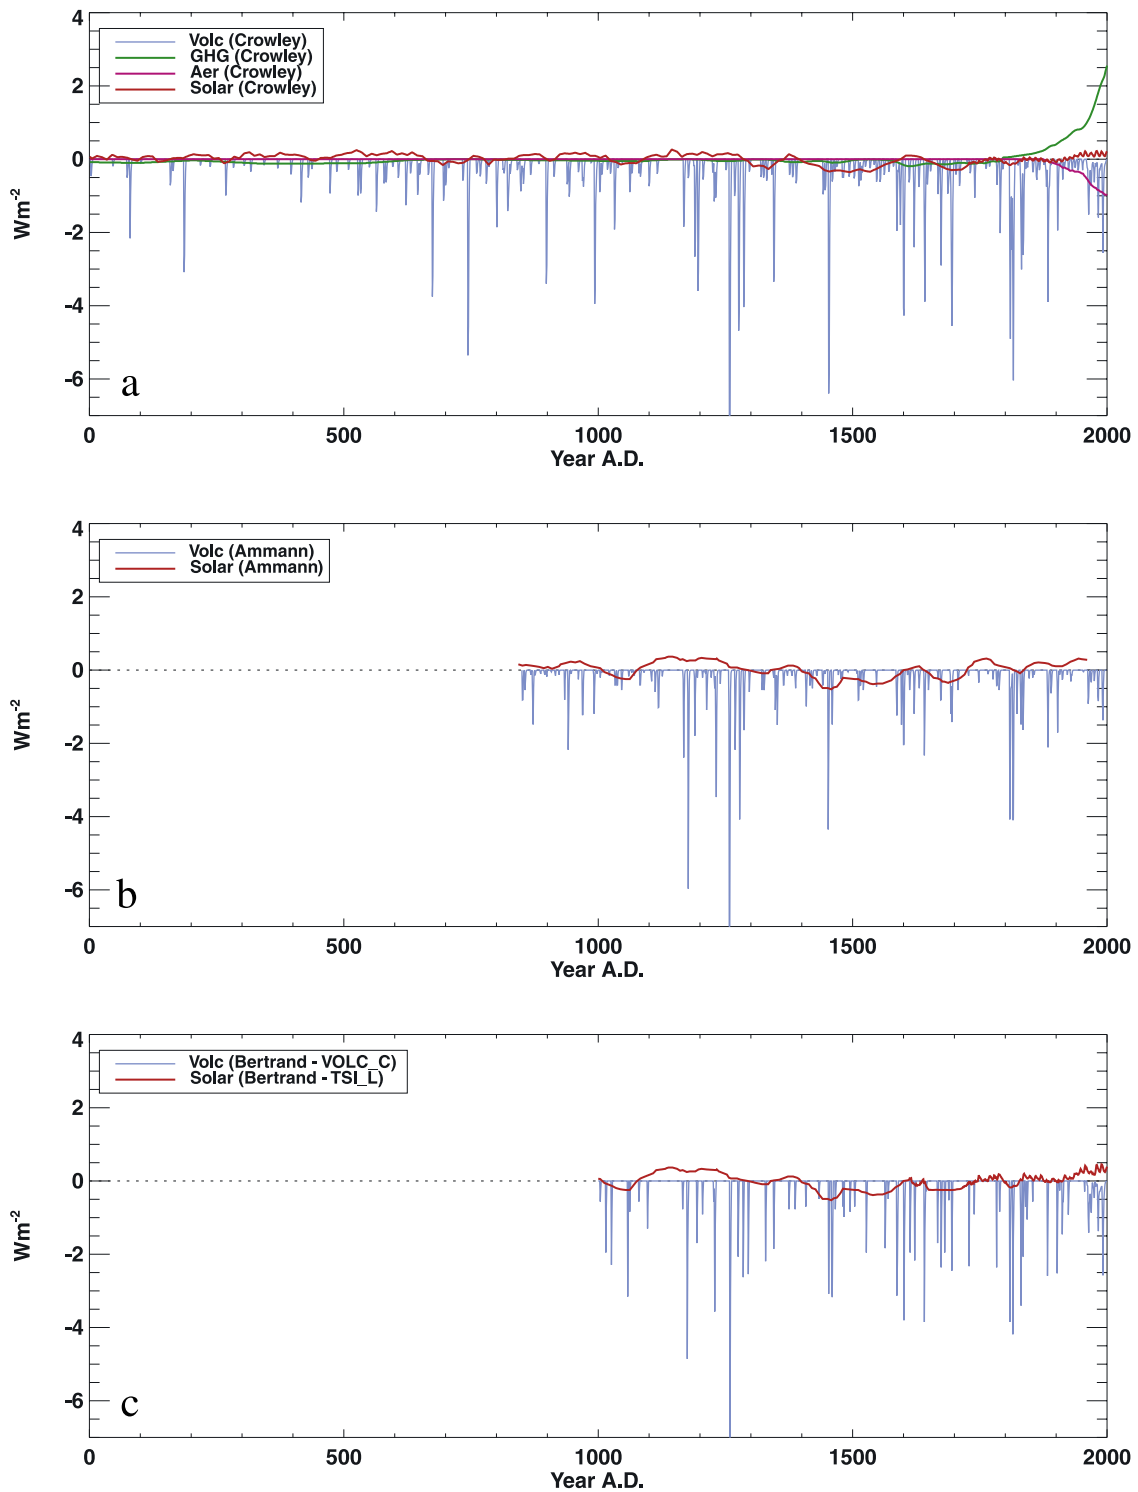 4
Volc (Crowley)
GHG (Crowley)
Aer (Crowley)
Solar (Crowley)
2
0
-2
-4
-6
Wm-2
a
0 500 1000 1500 2000
Year A.D.
4
Volc (Ammann)
Solar (Ammann)
2
0
-2
-4
-6
Wm-2
b
0 500 1000 1500 2000
Year A.D.
4
Volc (Bertrand - VOLC_C)
Solar (Bertrand - TSI_L)
2
0
-2
-4
-6
Wm-2
c
0 500 1000 1500 2000
Year A.D.